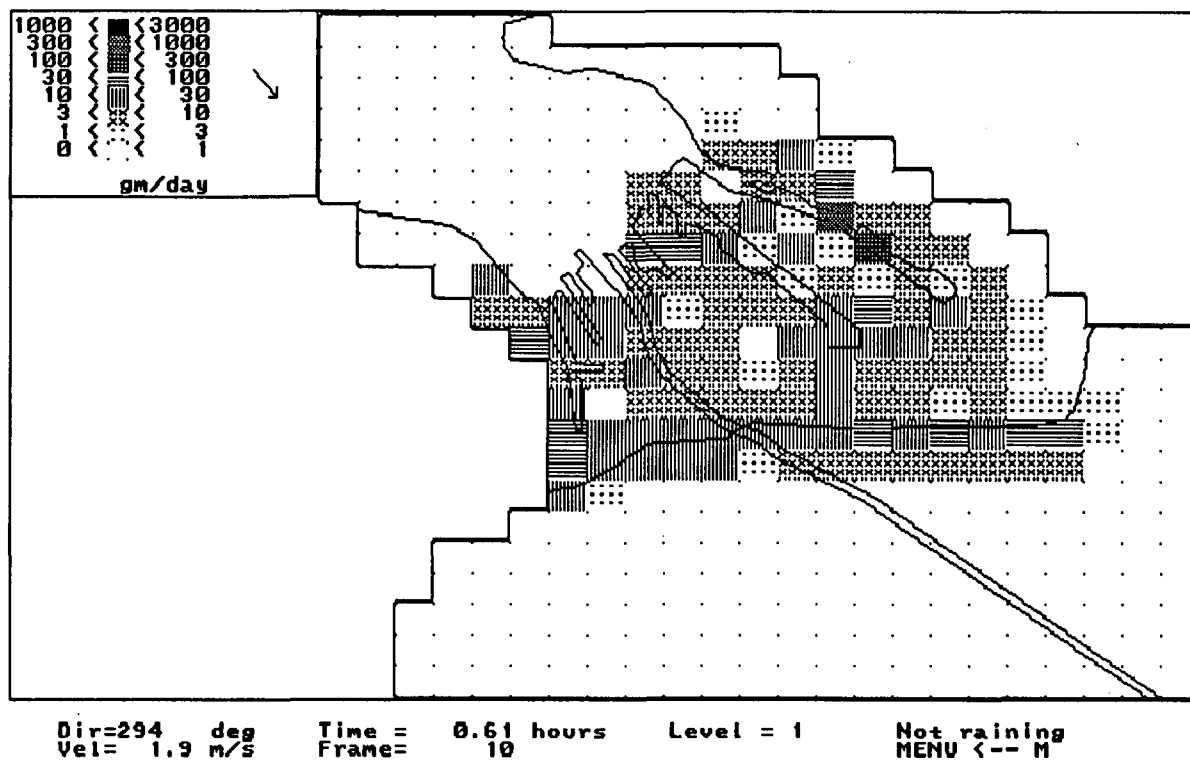 1000 < < 3000
300 < < 1000
100 < < 300
30 < < 100
10 < < 30
3 < < 10
1 < < 3
0 < < 1
gm/day
Dir=294 deg Time = 0.61 hours Level = 1 Not raining
Vel= 1.9 m/s Frame= 10 MENU <-- M